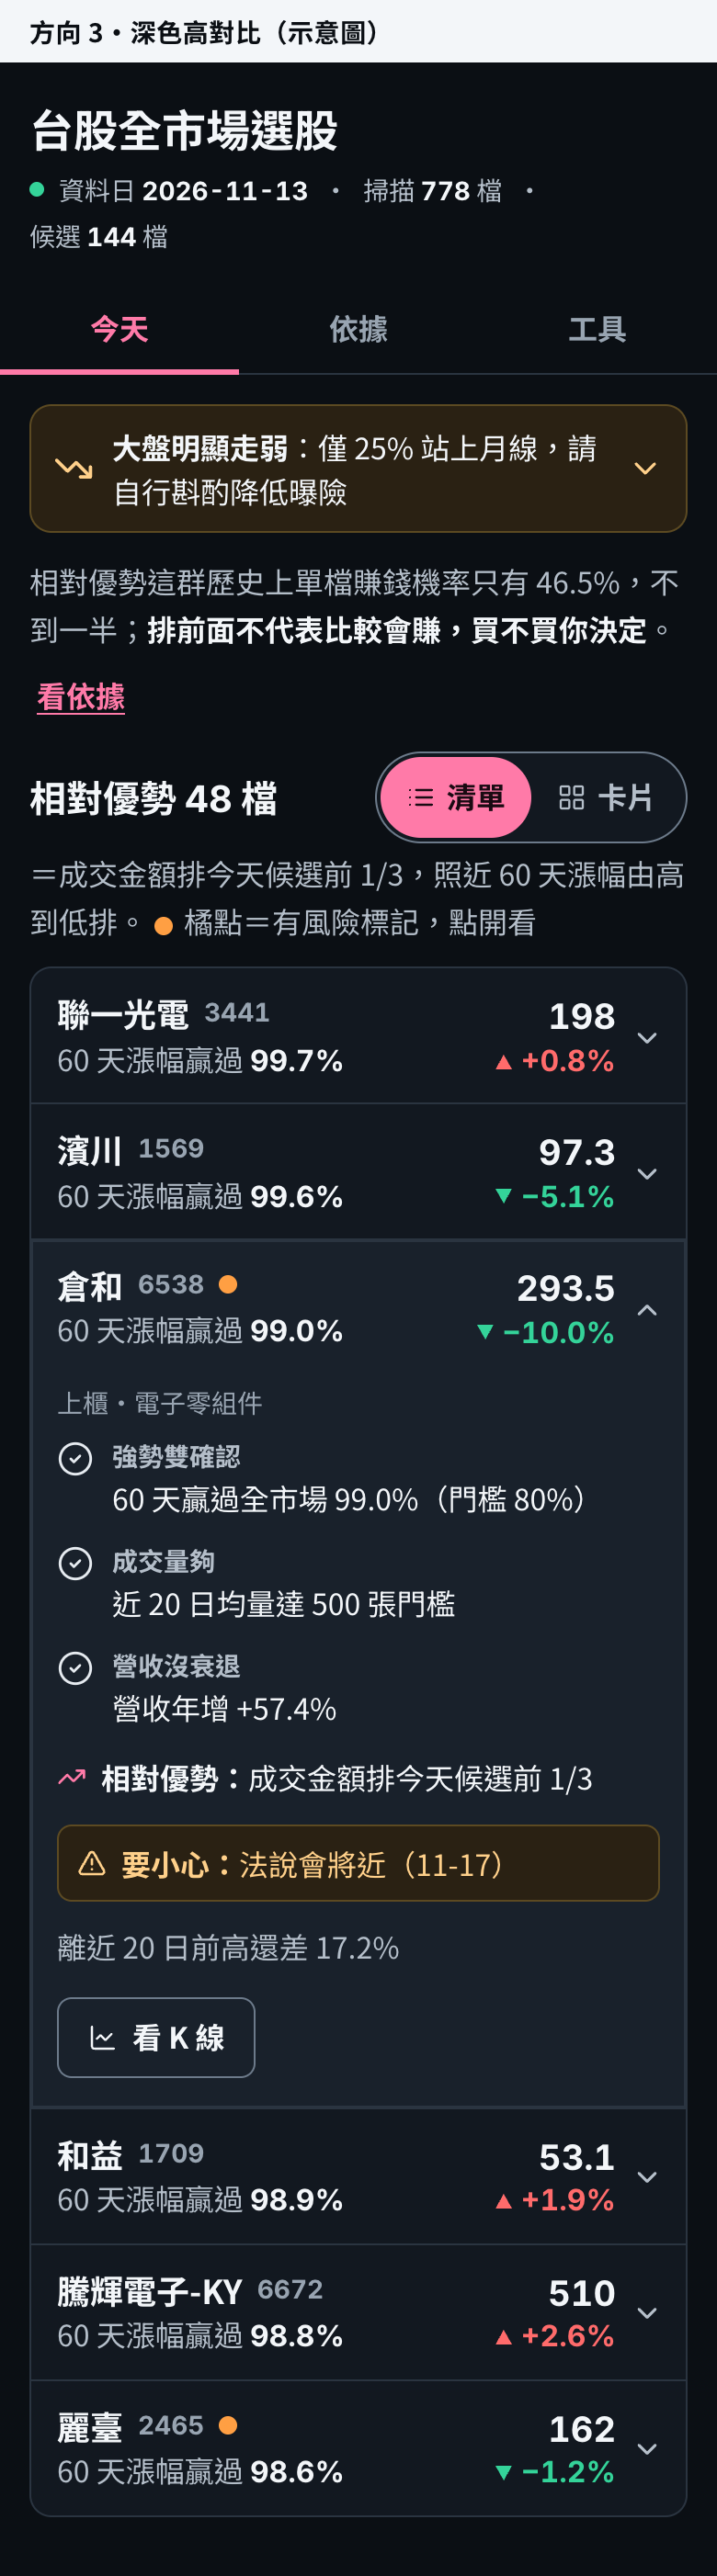 方向 3・深色高對比（示意圖）
台股全市場選股
資料日 2026-11-13 ・ 掃描 778 檔 ・
候選 144 檔
今天 依據 工具
大盤明顯走弱：僅 25% 站上月線，請
自行斟酌降低曝險
相對優勢這群歷史上單檔賺錢機率只有 46.5%，不
到一半；排前面不代表比較會賺，買不買你決定。
看依據
相對優勢 48 檔 清單 卡片
＝成交金額排今天候選前 1/3，照近 60 天漲幅由高
到低排。 橘點＝有風險標記，點開看
聯一光電 3441 198
60 天漲幅贏過 99.7% ▲ +0.8%
濱川 1569 97.3
60 天漲幅贏過 99.6% ▼ −5.1%
倉和 6538 293.5
60 天漲幅贏過 99.0% ▼ −10.0%
上櫃・電子零組件
強勢雙確認
60 天贏過全市場 99.0%（門檻 80%）
成交量夠
近 20 日均量達 500 張門檻
營收沒衰退
營收年增 +57.4%
相對優勢：成交金額排今天候選前 1/3
要小心：法說會將近（11-17）
離近 20 日前高還差 17.2%
看 K 線
和益 1709 53.1
60 天漲幅贏過 98.9% ▲ +1.9%
騰輝電子-KY 6672 510
60 天漲幅贏過 98.8% ▲ +2.6%
麗臺 2465 162
60 天漲幅贏過 98.6% ▼ −1.2%